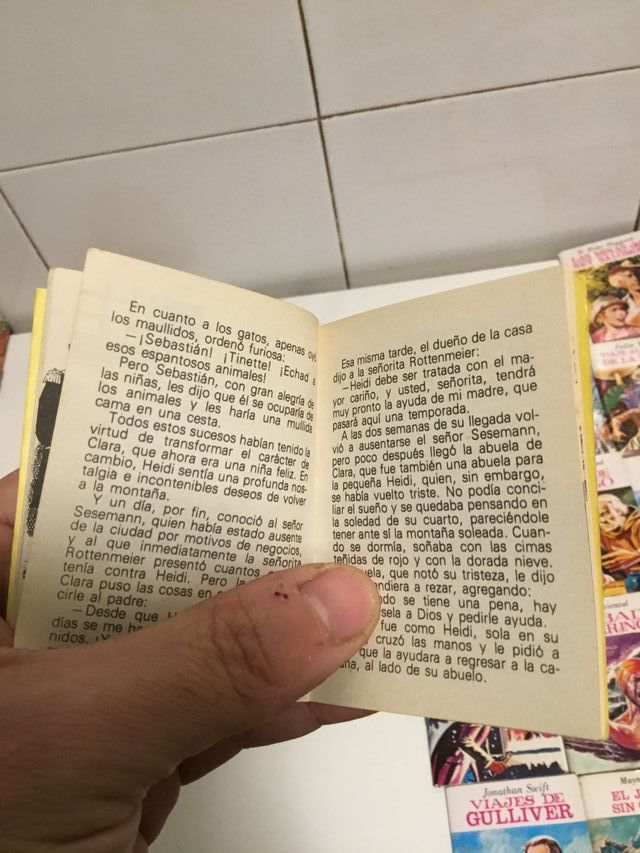 En cuanto a los gatos, apenas oyó
los maullidos, ordenó furiosa:
— ¡Sebastián! ¡Tinette! ¡Echad a
esos espantosos animales!
Pero Sebastián, con gran alegría de
las niñas, les dijo que él se ocuparía de
los animales y les haría una mullida
cama en una cesta.
Todos estos sucesos habían tenido la
virtud de transformar el carácter de
Clara, que ahora era una niña feliz. En
cambio, Heidi sentía una profunda nos-
talgia e incontenibles deseos de volver
a la montaña.
Y un día, por fin, conoció al señor
Sesemann, quien había estado ausente
de la ciudad por motivos de negocios,
y al que inmediatamente la señorita
Rottenmeier presentó cuantos
tenía contra Heidi. Pero la
Clara puso las cosas en
cirle al padre:
— Desde que
días se me
nidos.
Esa misma tarde, el dueño de la casa
dijo a la señorita Rottenmeier:
—Heidi debe ser tratada con el ma-
yor cariño, y usted, señorita, tendrá
muy pronto la ayuda de mi madre, que
pasará aquí una temporada.
A las dos semanas de su llegada vol-
vió a ausentarse el señor Sesemann,
pero poco después llegó la abuela de
Clara, que fue también una abuela para
la pequeña Heidi, quien, sin embargo,
se había vuelto triste. No podía conci-
liar el sueño y se quedaba pensando en
la soledad de su cuarto, pareciéndole
tener ante sí la montaña soleada. Cuan-
do se dormía, soñaba con las cimas
teñidas de rojo y con la dorada nieve.
que notó su tristeza, le dijo
a rezar, agregando:
se tiene una pena, hay
a Dios y pedirle ayuda.
fue como Heidi, sola en su
cruzó las manos y le pidió a
que la ayudara a regresar a la ca-
al lado de su abuelo.
Jonathan Swift
VIAJES DE
GULLIVER
EL
SIN